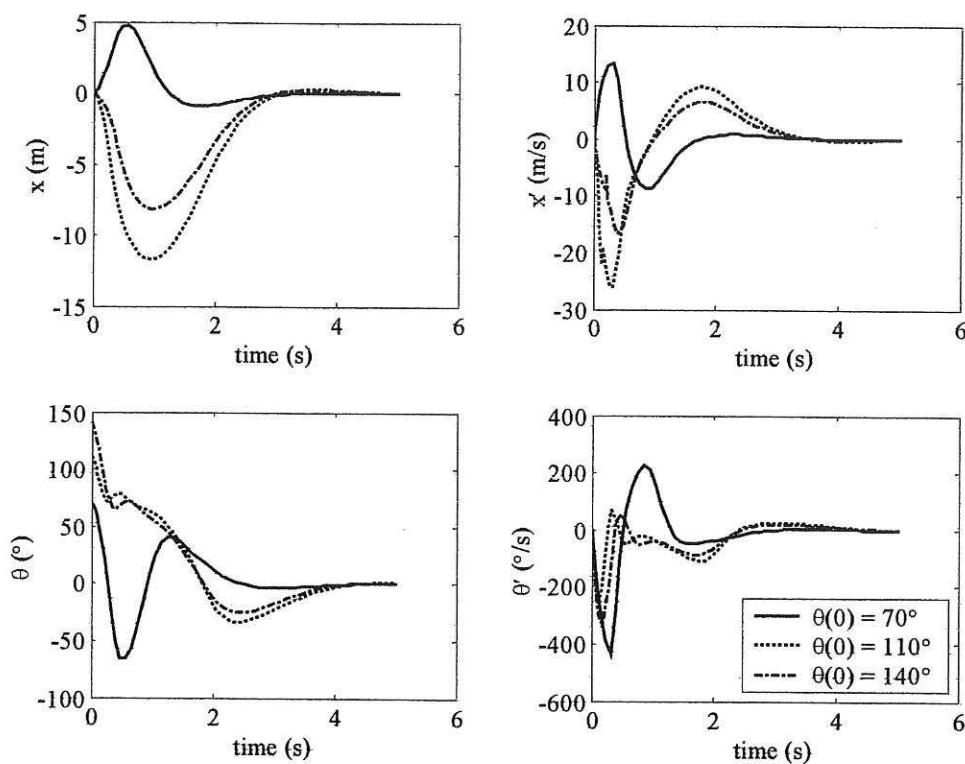 5
0
-5
-10
-15
x (m)
0 2 4 6
time (s)
20
10
0
-10
-20
-30
x' (m/s)
0 2 4 6
time (s)
150
100
50
0
-50
-100
θ (°)
0 2 4 6
time (s)
400
200
0
-200
-400
-600
θ' (°/s)
0 2 4 6
time (s)
θ(0) = 70°
θ(0) = 110°
θ(0) = 140°